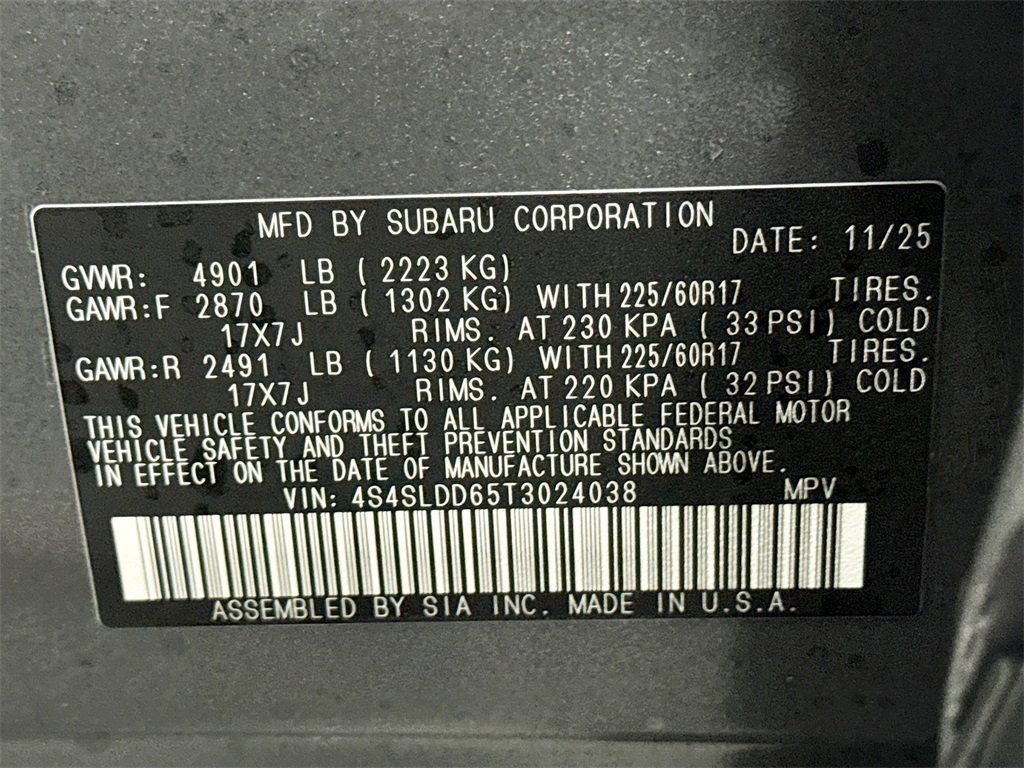 MFD BY SUBARU CORPORATION
DATE: 11/25
GVWR: 4901 LB ( 2223 KG)
GAWR:F 2870 LB ( 1302 KG) WITH 225/60R17 TIRES.
17X7J RIMS. AT 230 KPA ( 33 PSI) COLD
GAWR:R 2491 LB ( 1130 KG) WITH 225/60R17 TIRES.
17X7J RIMS. AT 220 KPA ( 32 PSI) COLD
THIS VEHICLE CONFORMS TO ALL APPLICABLE FEDERAL MOTOR
VEHICLE SAFETY AND THEFT PREVENTION STANDARDS
IN EFFECT ON THE DATE OF MANUFACTURE SHOWN ABOVE.
VIN: 4S4SLDD65T3024038 MPV
ASSEMBLED BY SIA INC. MADE IN U.S.A.